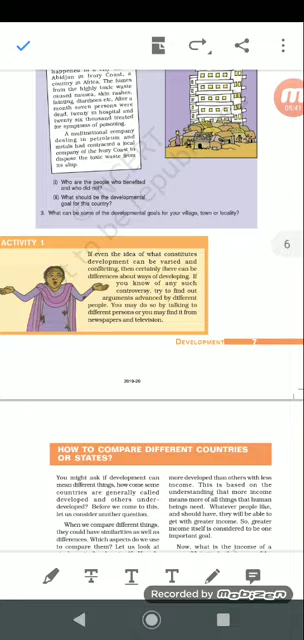 05:41
happened in a city
Abidjan in Ivory Coast, a
country in Africa. The fumes
from the highly toxic waste
caused nausea, skin rashes,
fainting, diarrhoea etc. After a
month seven persons were
dead, twenty in hospital and
twenty six thousand treated
for symptoms of poisoning.
A multinational company
dealing in petroleum and
metals had contracted a local
company of the Ivory Coast to
dispose the toxic waste from
its ship.
(i) Who are the people who benefited
and who did not?
(ii) What should be the developmental
goal for this country?
3. What can be some of the developmental goals for your village, town or locality?
6
ACTIVITY 1
If even the idea of what constitutes
development can be varied and
conflicting, then certainly there can be
differences about ways of developing. If
you know of any such
controversy, try to find out
arguments advanced by different
people. You may do so by talking to
different persons or you may find it from
newspapers and television.
DEVELOPMENT 7
2019-20
HOW TO COMPARE DIFFERENT COUNTRIES
OR STATES?
You might ask if development can
mean different things, how come some
countries are generally called
developed and others under-
developed? Before we come to this,
let us consider another question.
When we compare different things,
they could have similarities as well as
differences. Which aspects do we use
to compare them? Let us look at
more developed than others with less
income. This is based on the
understanding that more income
means more of all things that human
beings need. Whatever people like,
and should have, they will be able to
get with greater income. So, greater
income itself is considered to be one
important goal.
Now, what is the income of a
Recorded by mobizen